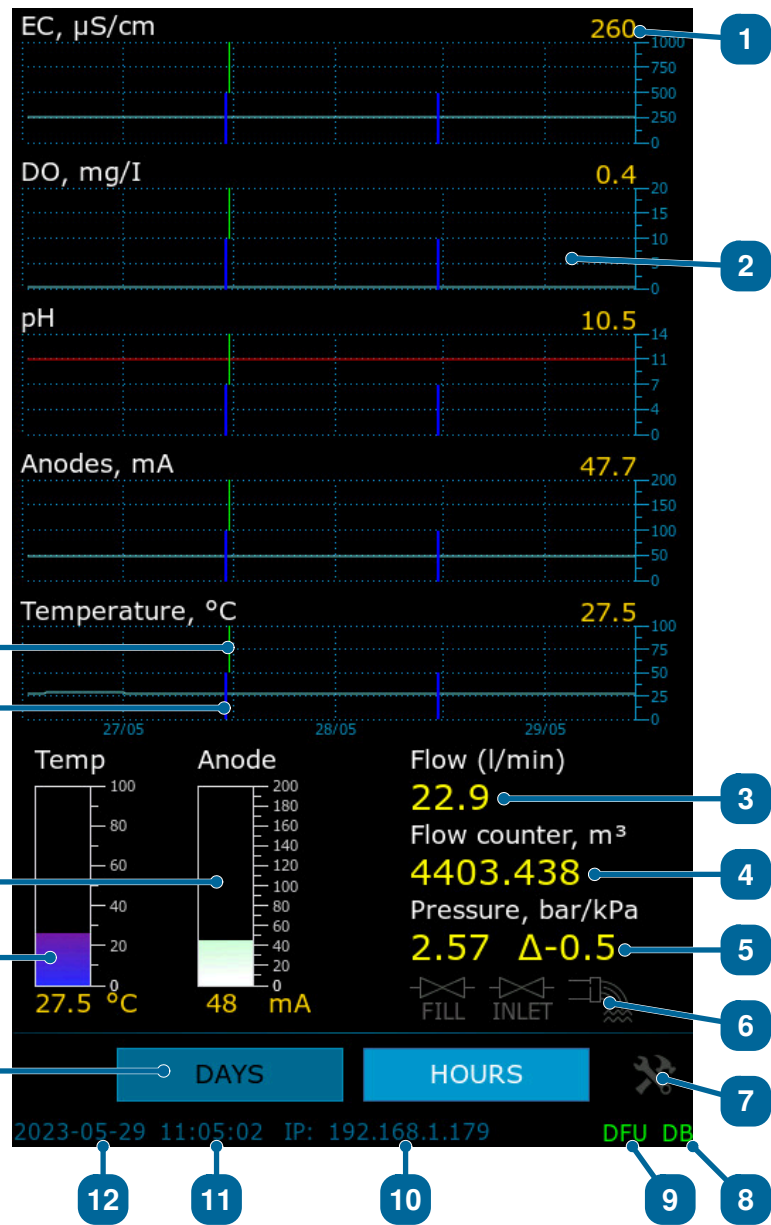 EC, µS/cm 260
1
1000
750
500
250
0
DO, mg/l 0.4
20
15
10
5
0
2
pH 10.5
14
11
7
4
0
Anodes, mA 47.7
200
150
100
50
0
Temperature, °C 27.5
100
75
50
25
0
27/05 28/05 29/05
Temp
100
80
60
40
20
0
27.5 °C
Anode
200
180
160
140
120
100
80
60
40
20
0
48 mA
Flow (l/min)
22.9
3
Flow counter, m³
4403.438
4
Pressure, bar/kPa
2.57 Δ-0.5
5
FILL INLET
6
DAYS HOURS
7
2023-05-29 11:05:02 IP: 192.168.1.179 DFU DB
12 11 10 9 8